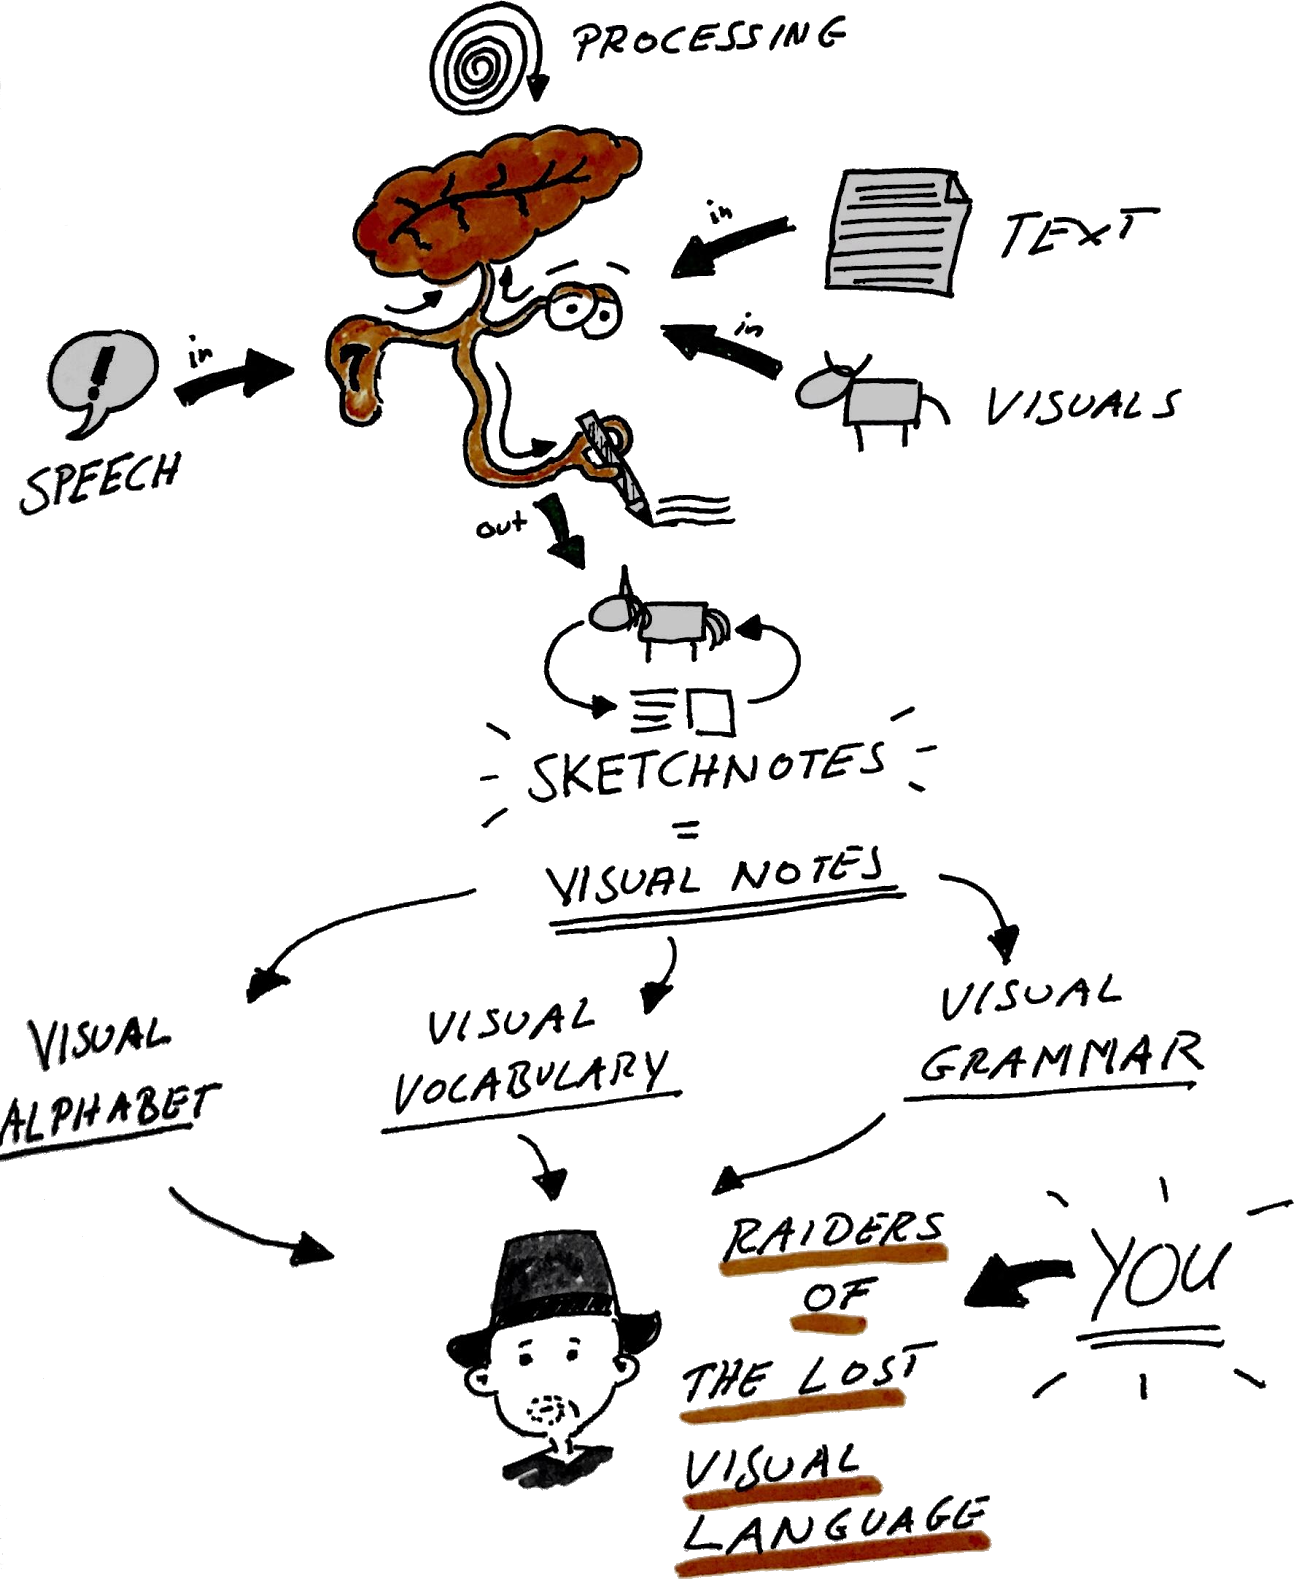 PROCESSING
in
TEXT
in
VISUALS
in
!
SPEECH
out
SKETCHNOTES
=
VISUAL NOTES
VISUAL
ALPHABET
VISUAL
VOCABULARY
VISUAL
GRAMMAR
RAIDERS
OF
THE LOST
VISUAL
LANGUAGE
YOU